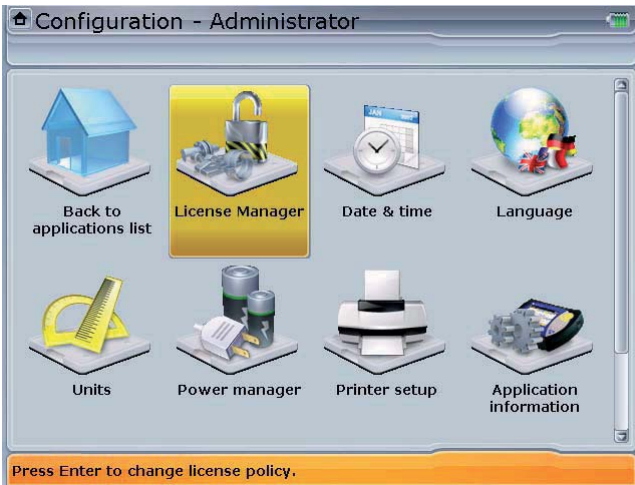 Configuration - Administrator
Back to
applications list
License Manager
Date & time
Language
Units
Power manager
Printer setup
Application
information
Press Enter to change license policy.